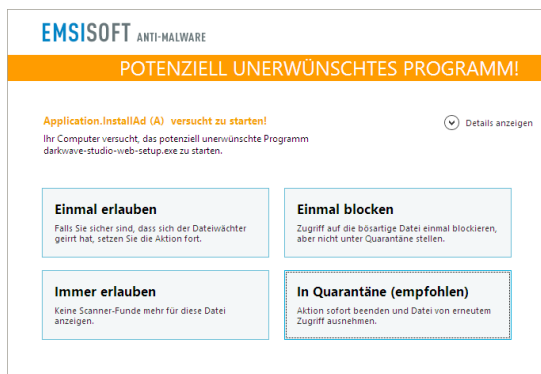 EMSISOFT ANTI-MALWARE
POTENZIELL UNERWÜNSCHTES PROGRAMM!
Application.InstallAd (A) versucht zu starten!
Details anzeigen
Ihr Computer versucht, das potenziell unerwünschte Programm
darkwave-studio-web-setup.exe zu starten.
Einmal erlauben
Falls Sie sicher sind, dass sich der Dateiwächter
geirrt hat, setzen Sie die Aktion fort.
Einmal blocken
Zugriff auf die bösartige Datei einmal blockieren,
aber nicht unter Quarantäne stellen.
Immer erlauben
Keine Scanner-Funde mehr für diese Datei
anzeigen.
In Quarantäne (empfohlen)
Aktion sofort beenden und Datei von erneutem
Zugriff ausnehmen.